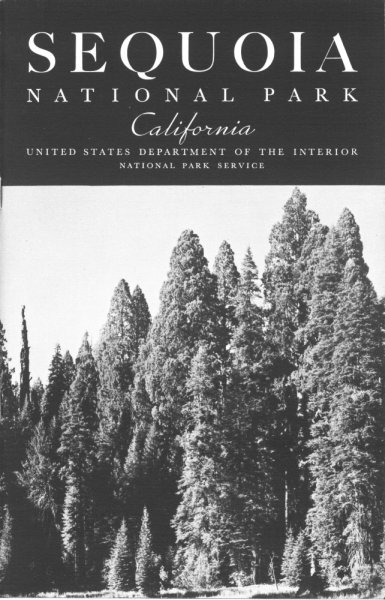 SEQUOIA
NATIONAL PARK
California
UNITED STATES DEPARTMENT OF THE INTERIOR
NATIONAL PARK SERVICE